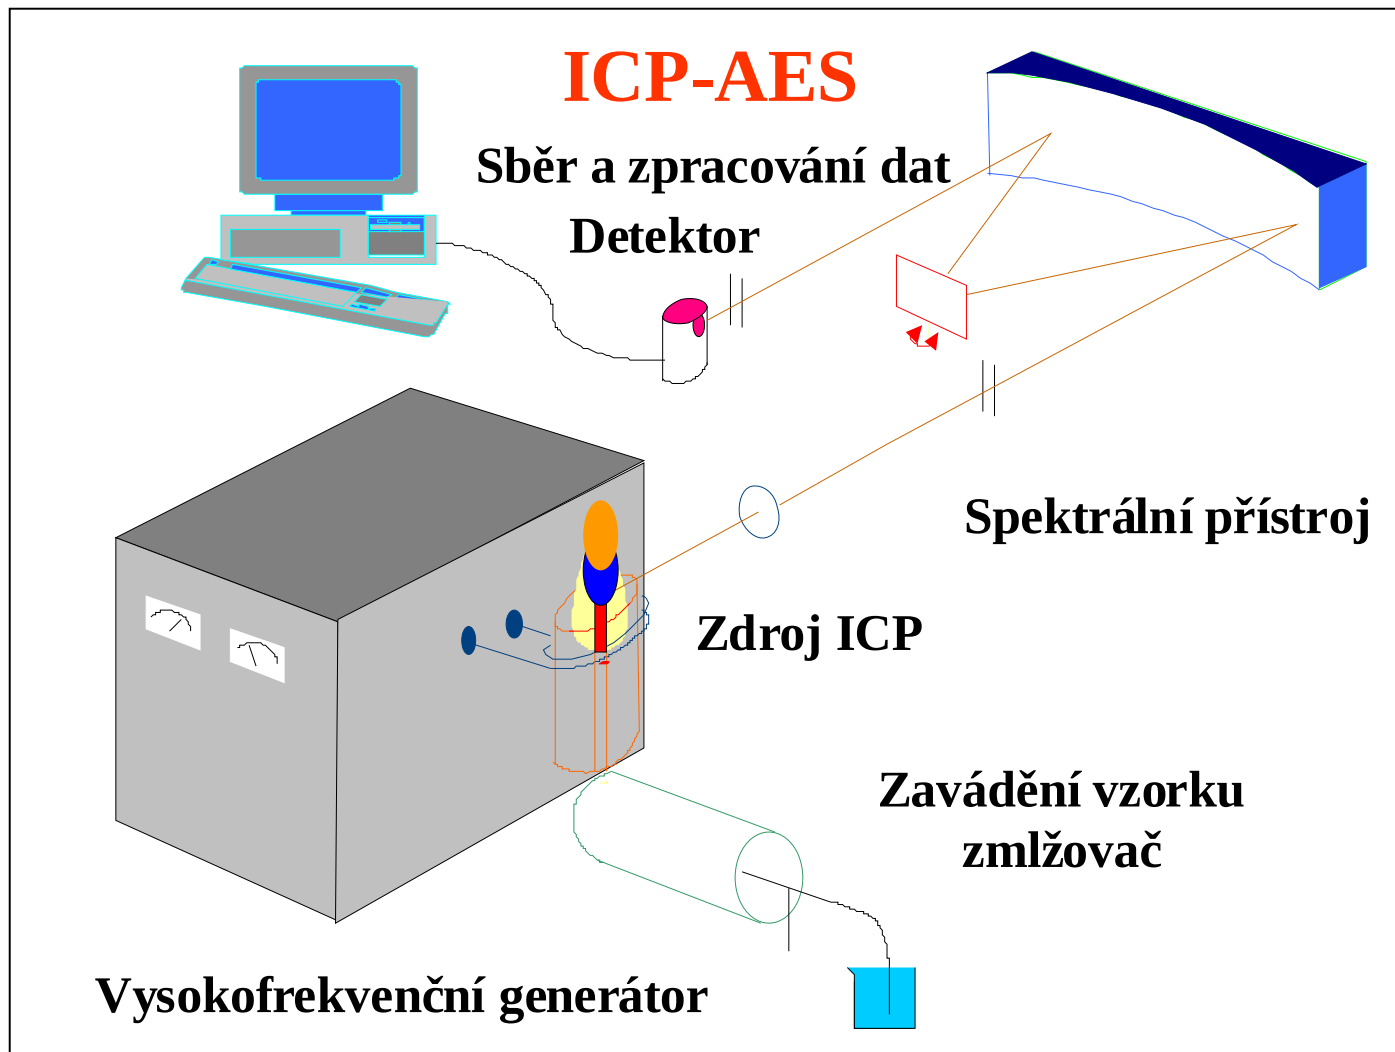 ICP-AES
Sběr a zpracování dat
Detektor
Spektrální přístroj
Zdroj ICP
Zavádění vzorku
zmlžovač
Vysokofrekvenční generátor